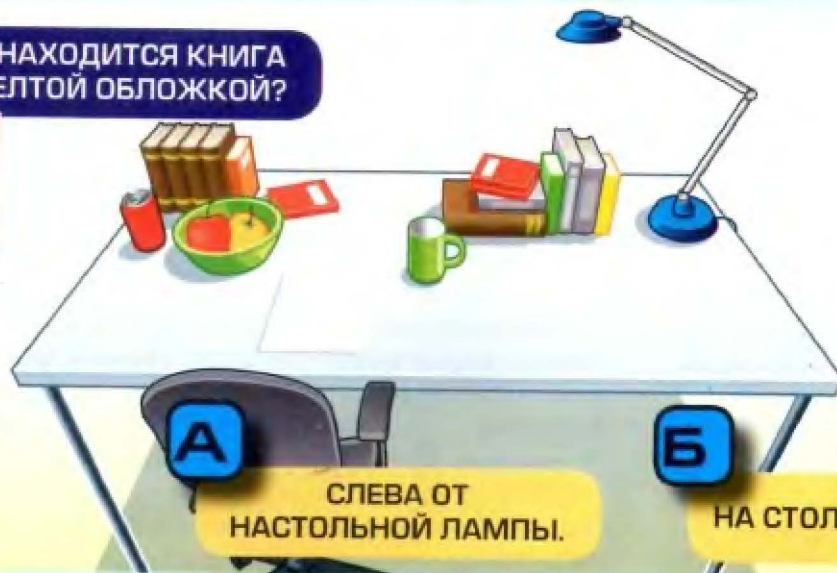 НАХОДИТСЯ КНИГА
ЕЛТОЙ ОБЛОЖКОЙ?
А
СЛЕВА ОТ
НАСТОЛЬНОЙ ЛАМПЫ.
Б
НА СТОЛ